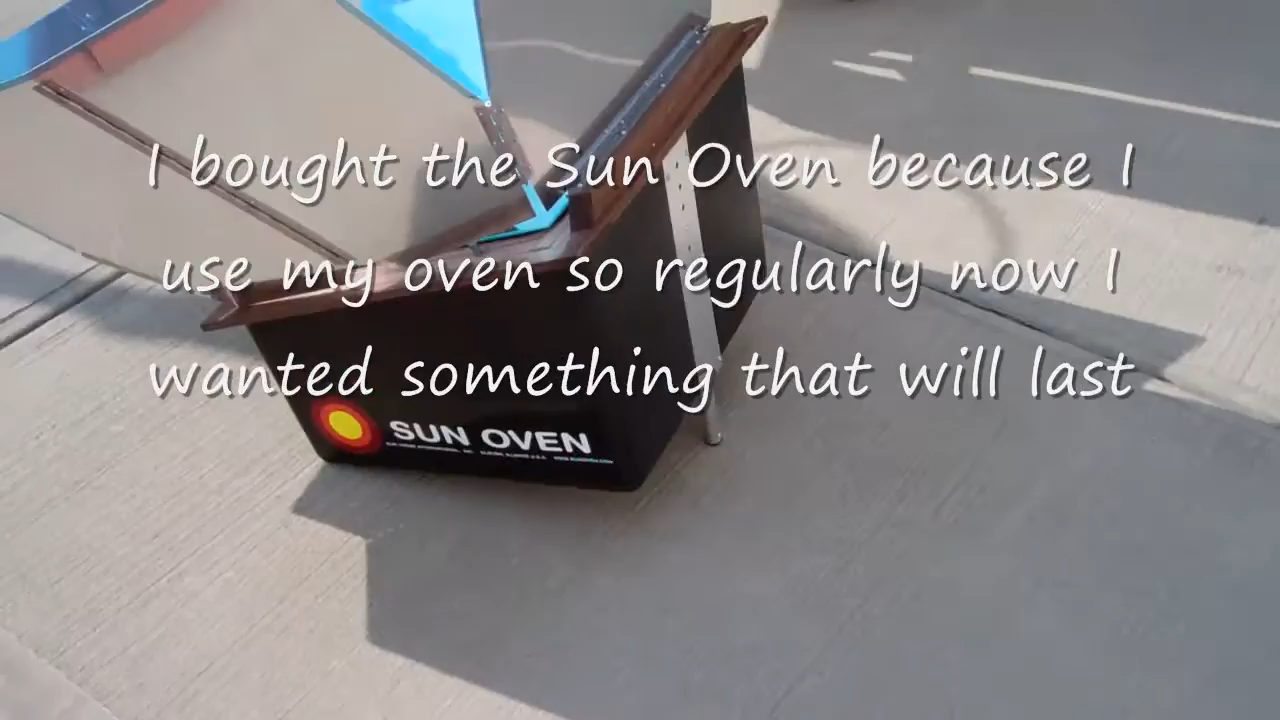 I bought the Sun Oven because I
use my oven so regularly now I
wanted something that will last
SUN OVEN